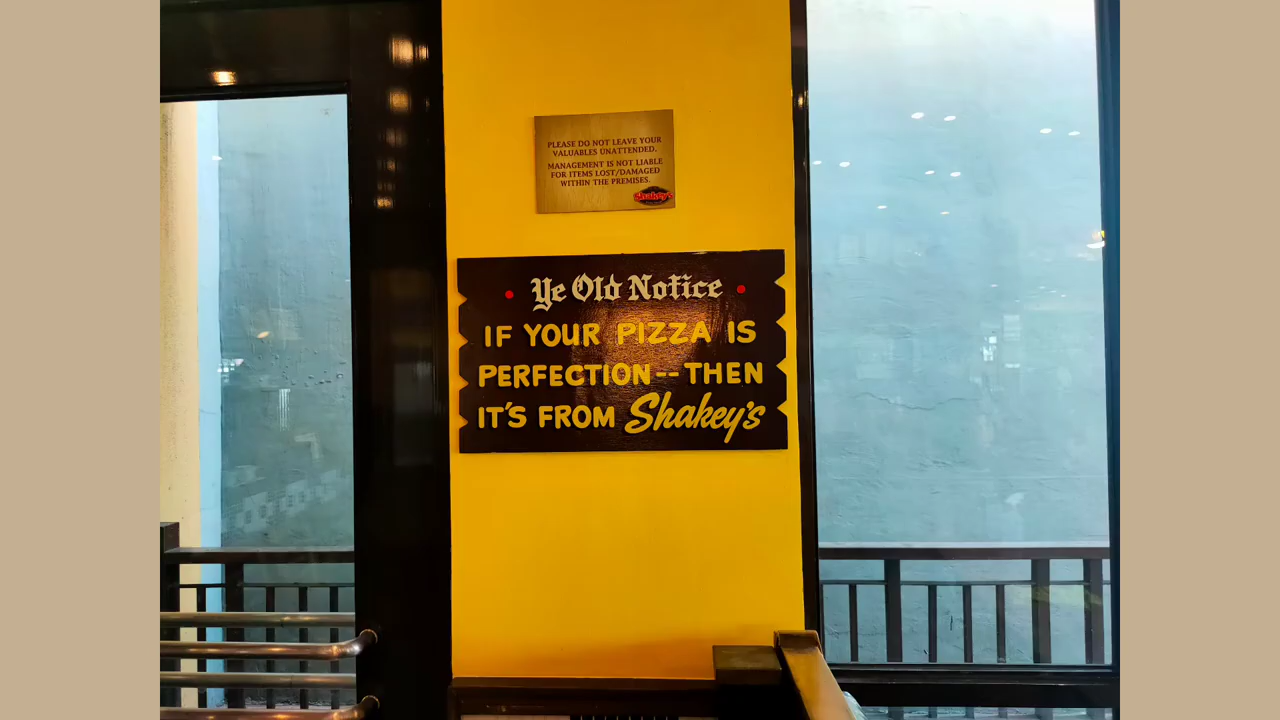 PLEASE DO NOT LEAVE YOUR
VALUABLES UNATTENDED.
MANAGEMENT IS NOT LIABLE
FOR ITEMS LOST/DAMAGED
WITHIN THE PREMISES.
Shakey's
Ye Old Notice
IF YOUR PIZZA IS
PERFECTION--THEN
IT'S FROM Shakey's